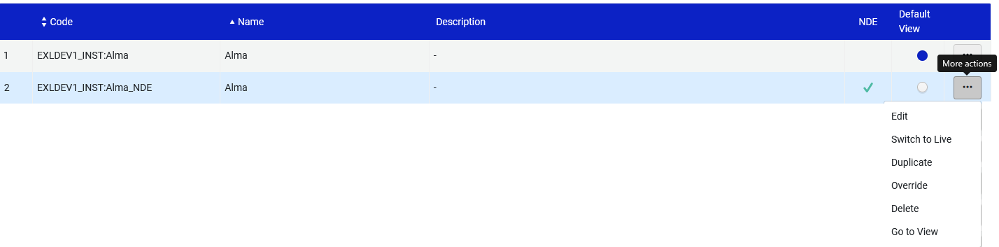 Code Name Description NDE Default View
1 EXLDEV1_INST:Alma Alma - ...
More actions
2 EXLDEV1_INST:Alma_NDE Alma - ...
Edit
Switch to Live
Duplicate
Override
Delete
Go to View